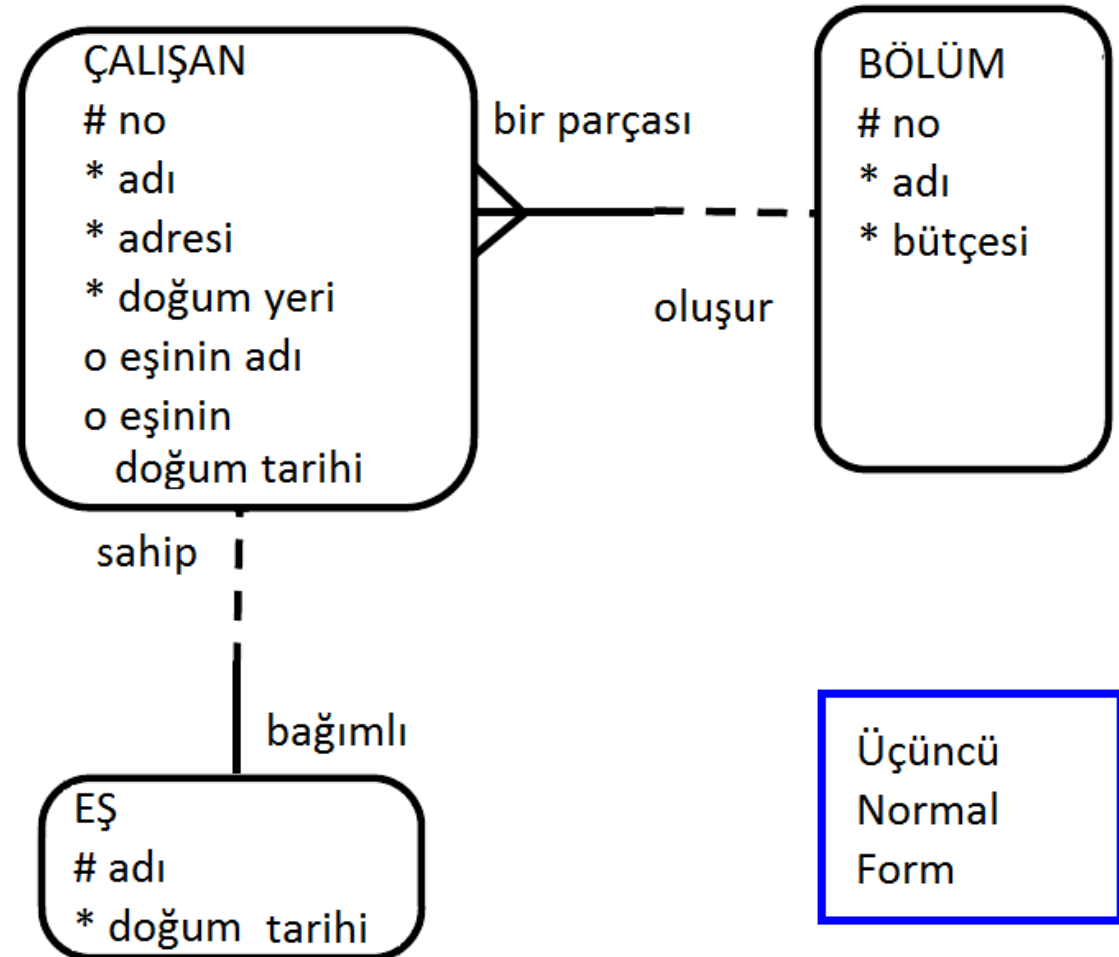 ÇALIŞAN
# no
* adı
* adresi
* doğum yeri
o eşinin adı
o eşinin
doğum tarihi
bir parçası
oluşur
BÖLÜM
# no
* adı
* bütçesi
sahip
bağımlı
EŞ
# adı
* doğum tarihi
Üçüncü
Normal
Form